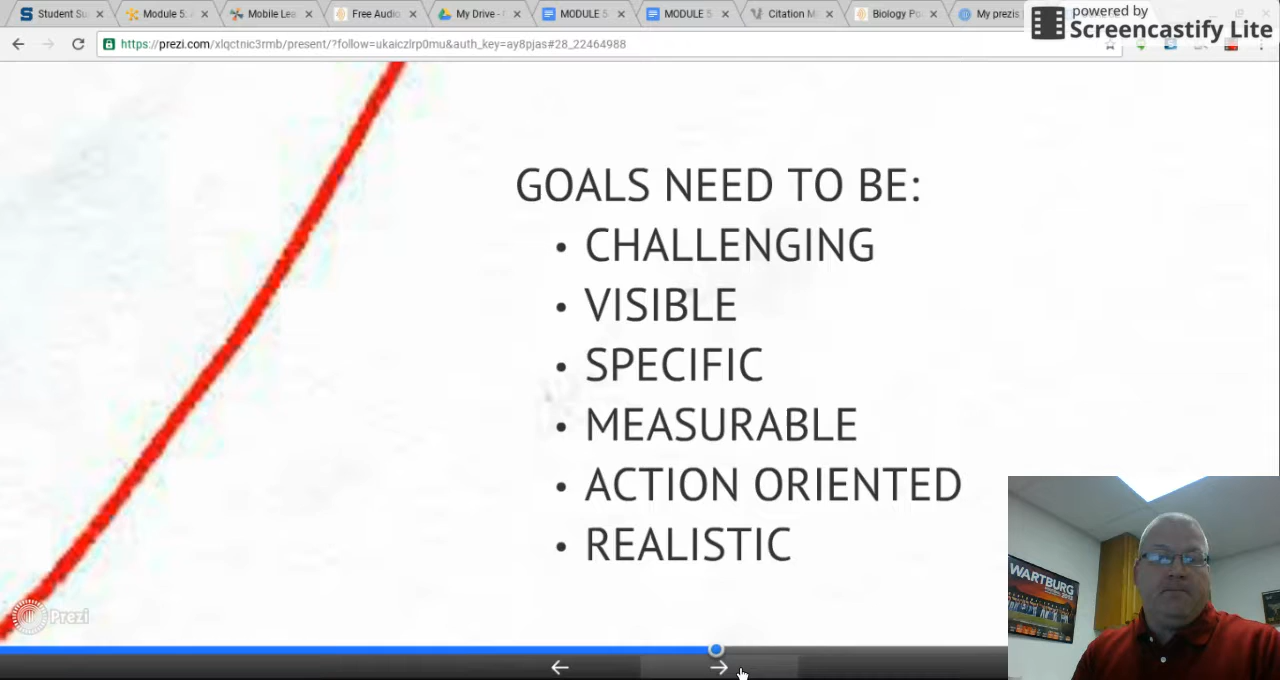 Student Su
Module 5: A
Mobile Lea
Free Audio
My Drive -
MODULE 5
MODULE 5
Citation M
Biology Po
My prezis
powered by
Screencastify Lite
https://prezi.com/xlqctnic3rmb/present/?follow=ukaiczlrp0mu&auth_key=ay8pjas#28_22464988
GOALS NEED TO BE:
• CHALLENGING
• VISIBLE
• SPECIFIC
• MEASURABLE
• ACTION ORIENTED
• REALISTIC
WARTBURG
Prezi